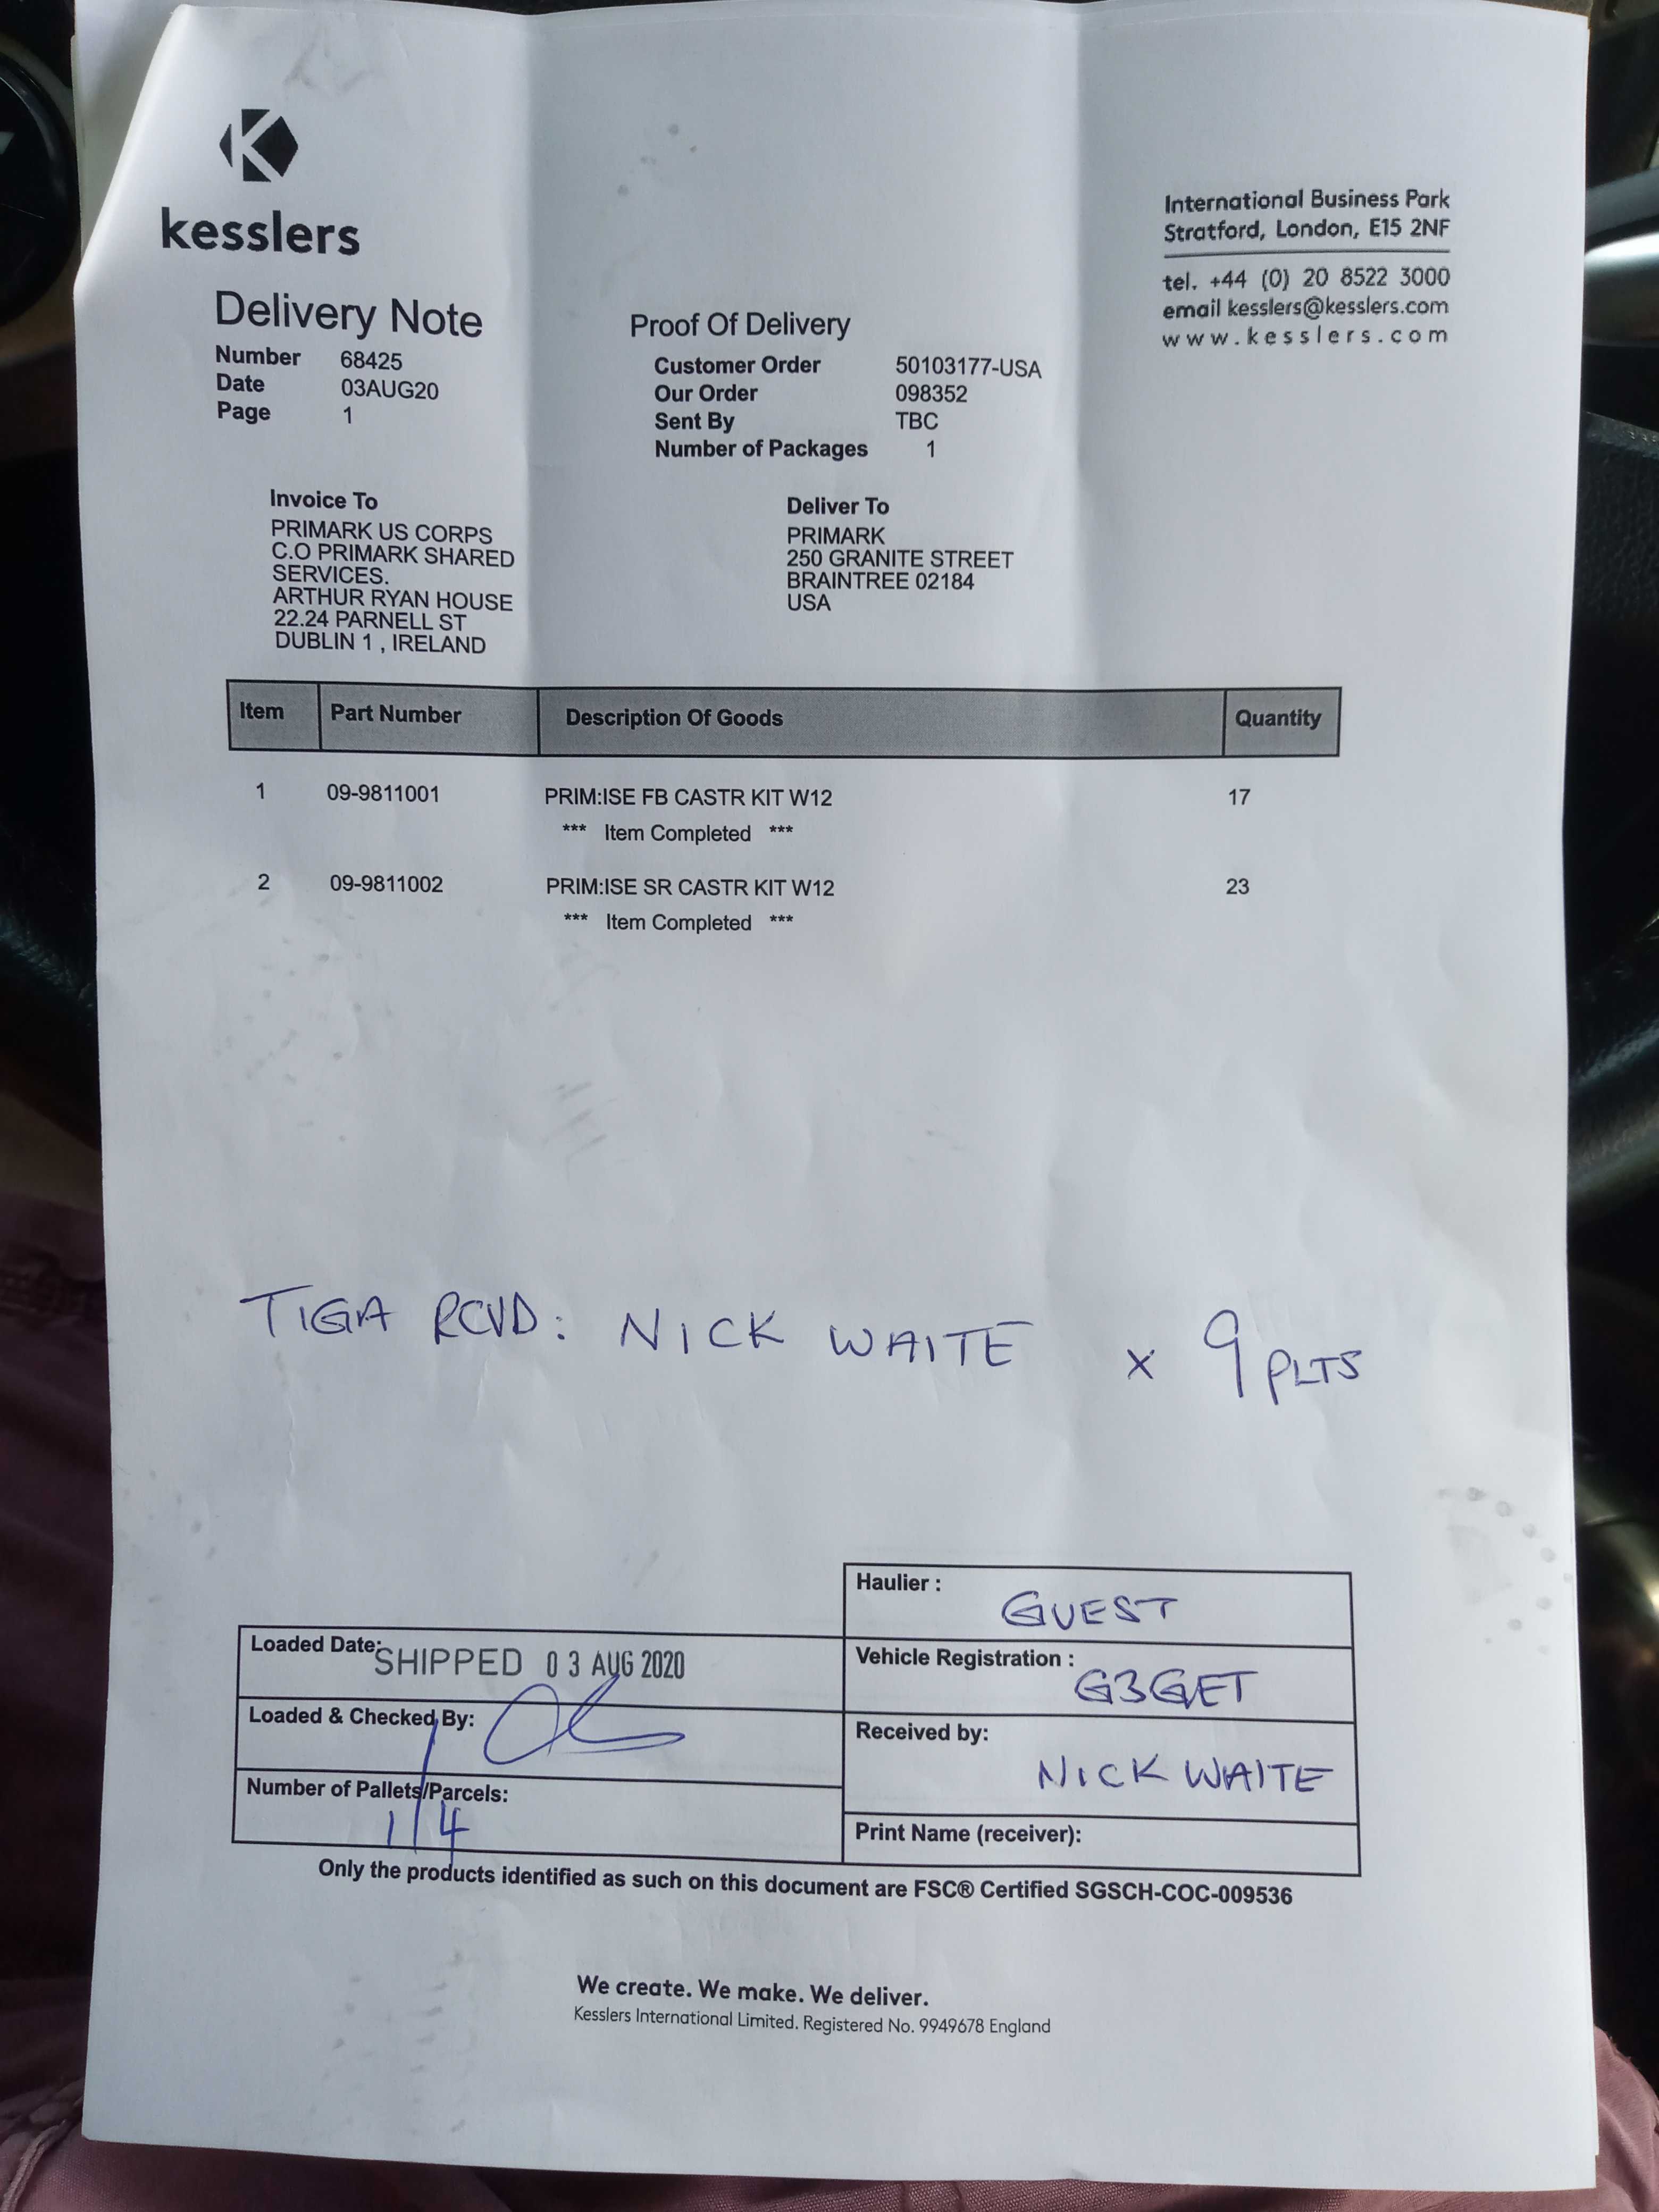 kesslers
International Business Park
Stratford, London, E15 2NF
tel. +44 (0) 20 8522 3000
email kesslers@kesslers.com
www.kesslers.com
Delivery Note
Number 68425
Date 03AUG20
Page 1
Proof Of Delivery
Customer Order 50103177-USA
Our Order 098352
Sent By TBC
Number of Packages 1
Invoice To
PRIMARK US CORPS
C.O PRIMARK SHARED
SERVICES.
ARTHUR RYAN HOUSE
22.24 PARNELL ST
DUBLIN 1 , IRELAND
Deliver To
PRIMARK
250 GRANITE STREET
BRAINTREE 02184
USA
Item Part Number Description Of Goods Quantity
1 09-9811001 PRIM:ISE FB CASTR KIT W12 17
*** Item Completed ***
2 09-9811002 PRIM:ISE SR CASTR KIT W12 23
*** Item Completed ***
TIGA RCVD: NICK WAITE x 9 PLTS
Loaded Date: SHIPPED 03 AUG 2020
Loaded & Checked By:
Number of Pallets/Parcels:
1/4
Haulier :
GUEST
Vehicle Registration :
G3GET
Received by:
NICK WAITE
Print Name (receiver):
Only the products identified as such on this document are FSC® Certified SGSCH-COC-009536
We create. We make. We deliver.
Kesslers International Limited. Registered No. 9949678 England